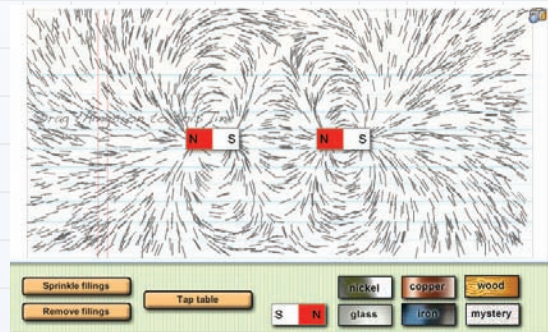 N S N S
Sprinkle filings
Remove filings
Tap table
S N
nickel copper wood
glass iron mystery